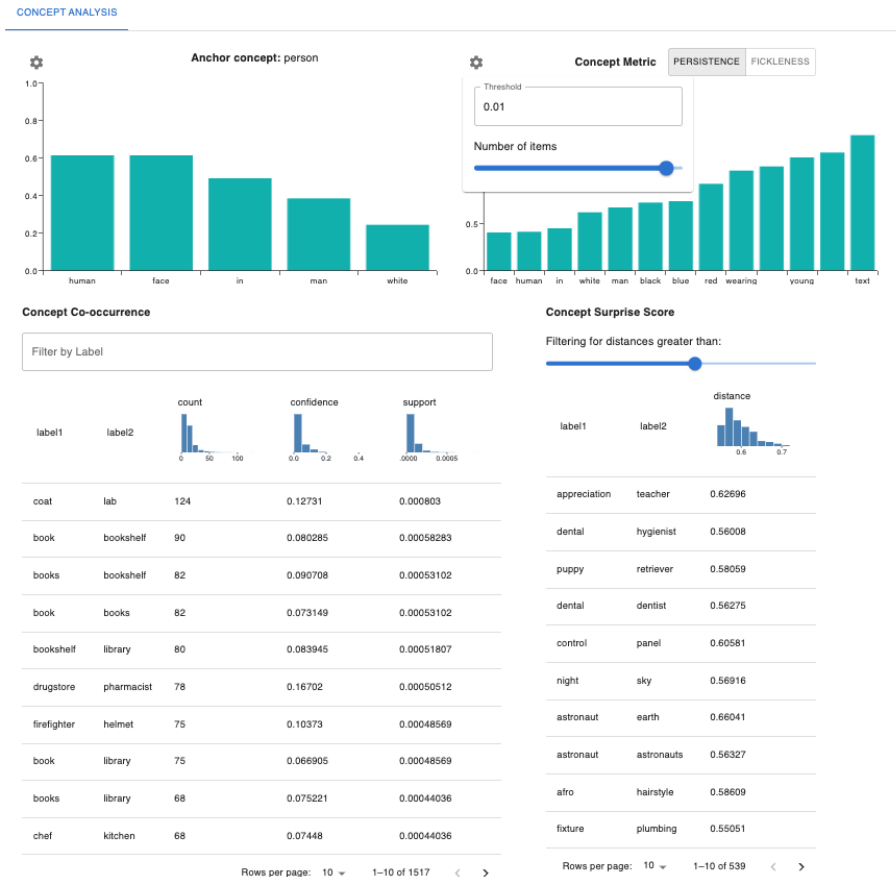 CONCEPT ANALYSIS
Anchor concept: person
1.0
0.8
0.6
0.4
0.2
0.0
human face in man white
Concept Metric PERSISTENCE FICKLENESS
Threshold
0.01
Number of items
0.5
0.0
face human in white man black blue red wearing young text
Concept Co-occurrence
Filter by Label
label1 label2 count confidence support
0 50 100 0.0 0.2 0.4 .0000 0.0005
coat lab 124 0.12731 0.000803
book bookshelf 90 0.080285 0.00058283
books bookshelf 82 0.090708 0.00053102
book books 82 0.073149 0.00053102
bookshelf library 80 0.083945 0.00051807
drugstore pharmacist 78 0.16702 0.00050512
firefighter helmet 75 0.10373 0.00048569
book library 75 0.066905 0.00048569
books library 68 0.075221 0.00044036
chef kitchen 68 0.07448 0.00044036
Rows per page: 10 1–10 of 1517
Concept Surprise Score
Filtering for distances greater than:
label1 label2 distance
0.6 0.7
appreciation teacher 0.62696
dental hygienist 0.56008
puppy retriever 0.58059
dental dentist 0.56275
control panel 0.60581
night sky 0.56916
astronaut earth 0.66041
astronaut astronauts 0.56327
afro hairstyle 0.58609
fixture plumbing 0.55051
Rows per page: 10 1–10 of 539